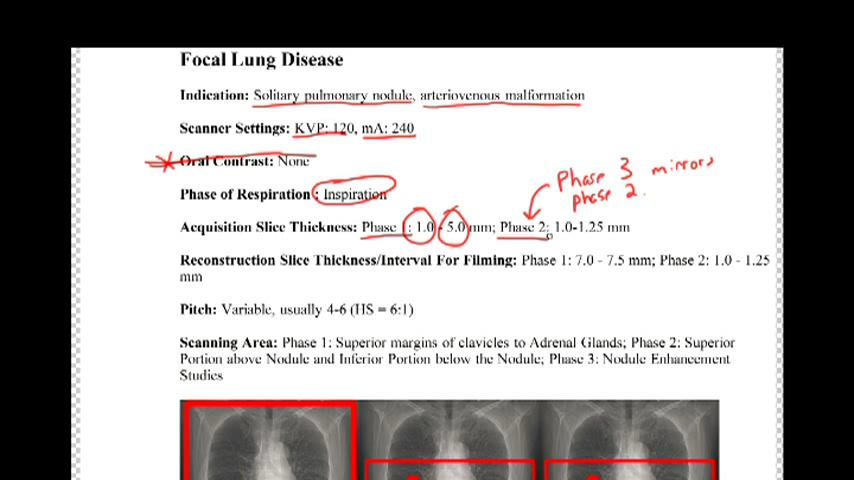 Focal Lung Disease
Indication: Solitary pulmonary nodule, arteriovenous malformation
Scanner Settings: KVP: 120, mA: 240
Oral Contrast: None
Phase 3 mirrors
phase 2.
Phase of Respiration : Inspiration
Acquisition Slice Thickness: Phase 1: 1.0 - 5.0 mm; Phase 2: 1.0-1.25 mm
Reconstruction Slice Thickness/Interval For Filming: Phase 1: 7.0 - 7.5 mm; Phase 2: 1.0 - 1.25
mm
Pitch: Variable, usually 4-6 (HS = 6:1)
Scanning Area: Phase 1: Superior margins of clavicles to Adrenal Glands; Phase 2: Superior
Portion above Nodule and Inferior Portion below the Nodule; Phase 3: Nodule Enhancement
Studies